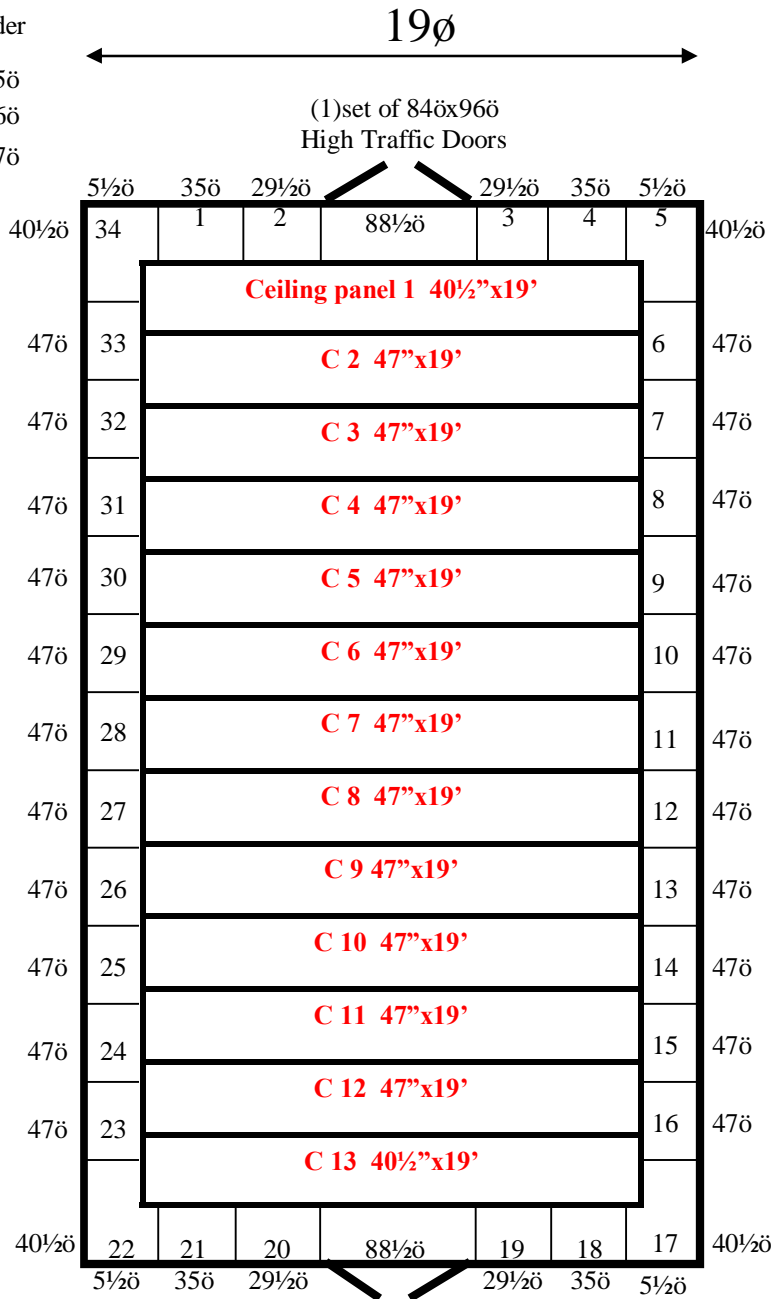 der
19ø
5ö
6ö
7ö
(1)set of 84öx96ö
High Traffic Doors
5½ö 35ö 29½ö 29½ö 35ö 5½ö
40½ö 34 1 2 88½ö 3 4 5 40½ö
Ceiling panel 1 40½”x19’
47ö 33 6 47ö
C 2 47”x19’
47ö 32 7 47ö
C 3 47”x19’
47ö 31 C 4 47”x19’ 8 47ö
47ö 30 C 5 47”x19’ 9 47ö
47ö 29 C 6 47”x19’ 10 47ö
47ö 28 C 7 47”x19’ 11 47ö
47ö 27 C 8 47”x19’ 12 47ö
C 9 47”x19’
47ö 26 13 47ö
C 10 47”x19’
47ö 25 14 47ö
C 11 47”x19’
47ö 24 15 47ö
C 12 47”x19’
47ö 23 16 47ö
C 13 40½”x19’
40½ö 22 21 20 88½ö 19 18 17 40½ö
5½ö 35ö 29½ö 29½ö 35ö 5½ö